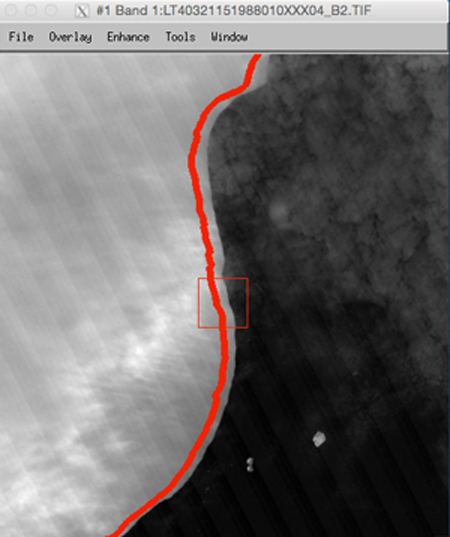 #1 Band 1:LT40321151988010XXX04_B2.TIF
File Overlay Enhance Tools Window